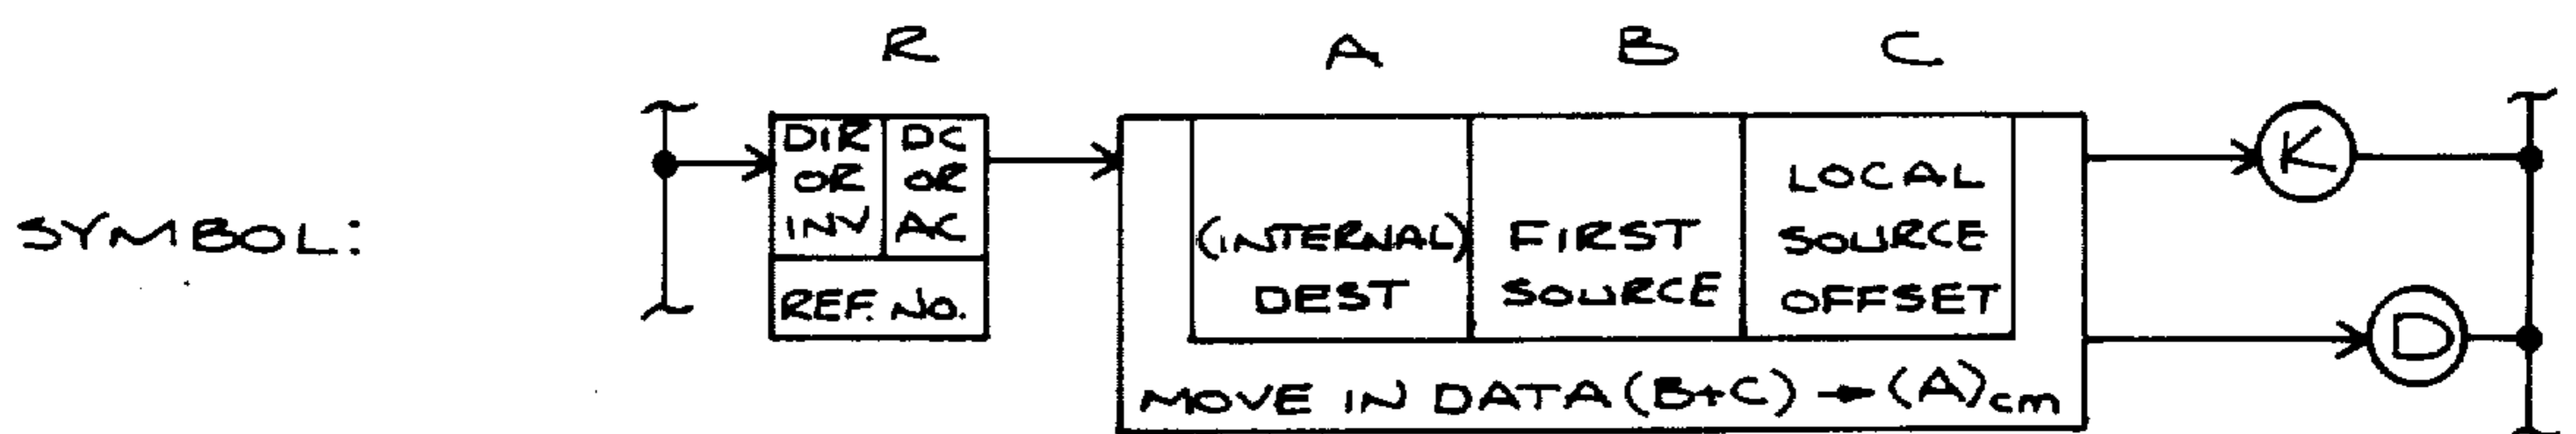 R A B C
SYMBOL:
DIR OR INV
DC OR AC
REF. NO.
(INTERNAL) DEST
FIRST SOURCE
LOCAL SOURCE OFFSET
MOVE IN DATA (B+C) → (A)cm
K
D